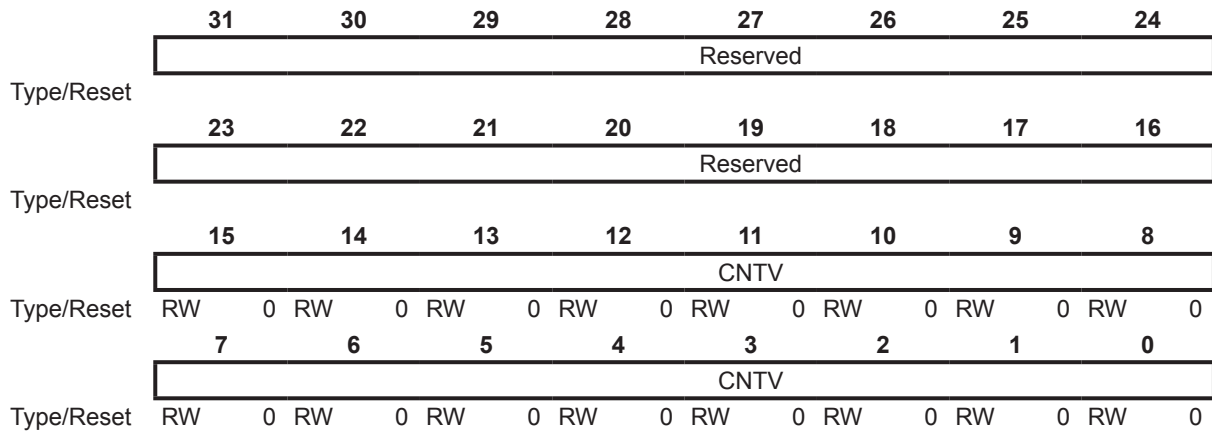 31 30 29 28 27 26 25 24
Reserved
Type/Reset
23 22 21 20 19 18 17 16
Reserved
Type/Reset
15 14 13 12 11 10 9 8
CNTV
Type/Reset RW 0 RW 0 RW 0 RW 0 RW 0 RW 0 RW 0 RW 0
7 6 5 4 3 2 1 0
CNTV
Type/Reset RW 0 RW 0 RW 0 RW 0 RW 0 RW 0 RW 0 RW 0